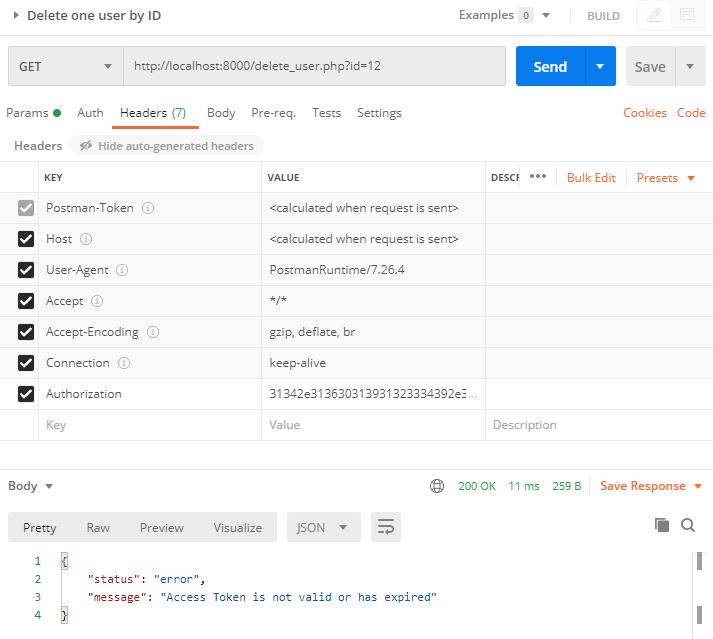 Delete one user by ID Examples 0 BUILD
GET http://localhost:8000/delete_user.php?id=12 Send Save
Params Auth Headers (7) Body Pre-req. Tests Settings Cookies Code
Headers Hide auto-generated headers
KEY VALUE DESCR ••• Bulk Edit Presets
Postman-Token <calculated when request is sent>
Host <calculated when request is sent>
User-Agent PostmanRuntime/7.26.4
Accept */*
Accept-Encoding gzip, deflate, br
Connection keep-alive
Authorization 31342e313630313931323334392e3...
Key Value Description
Body 200 OK 11 ms 259 B Save Response
Pretty Raw Preview Visualize JSON
1 {
2 "status": "error",
3 "message": "Access Token is not valid or has expired"
4 }